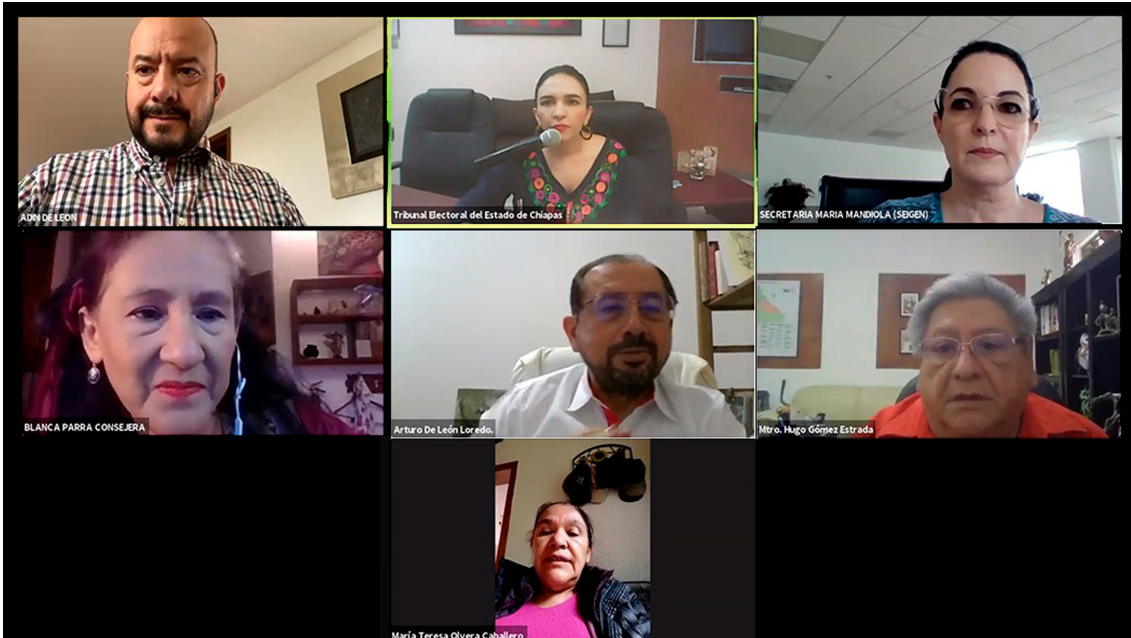 ADIN DE LEON
Tribunal Electoral del Estado de Chiapas
SECRETARIA MARIA MANDIOLA (SEIGEN)
BLANCA PARRA CONSEJERA
Arturo De León Loredo.
Mtro. Hugo Gómez Estrada
María Teresa Olvera Caballero